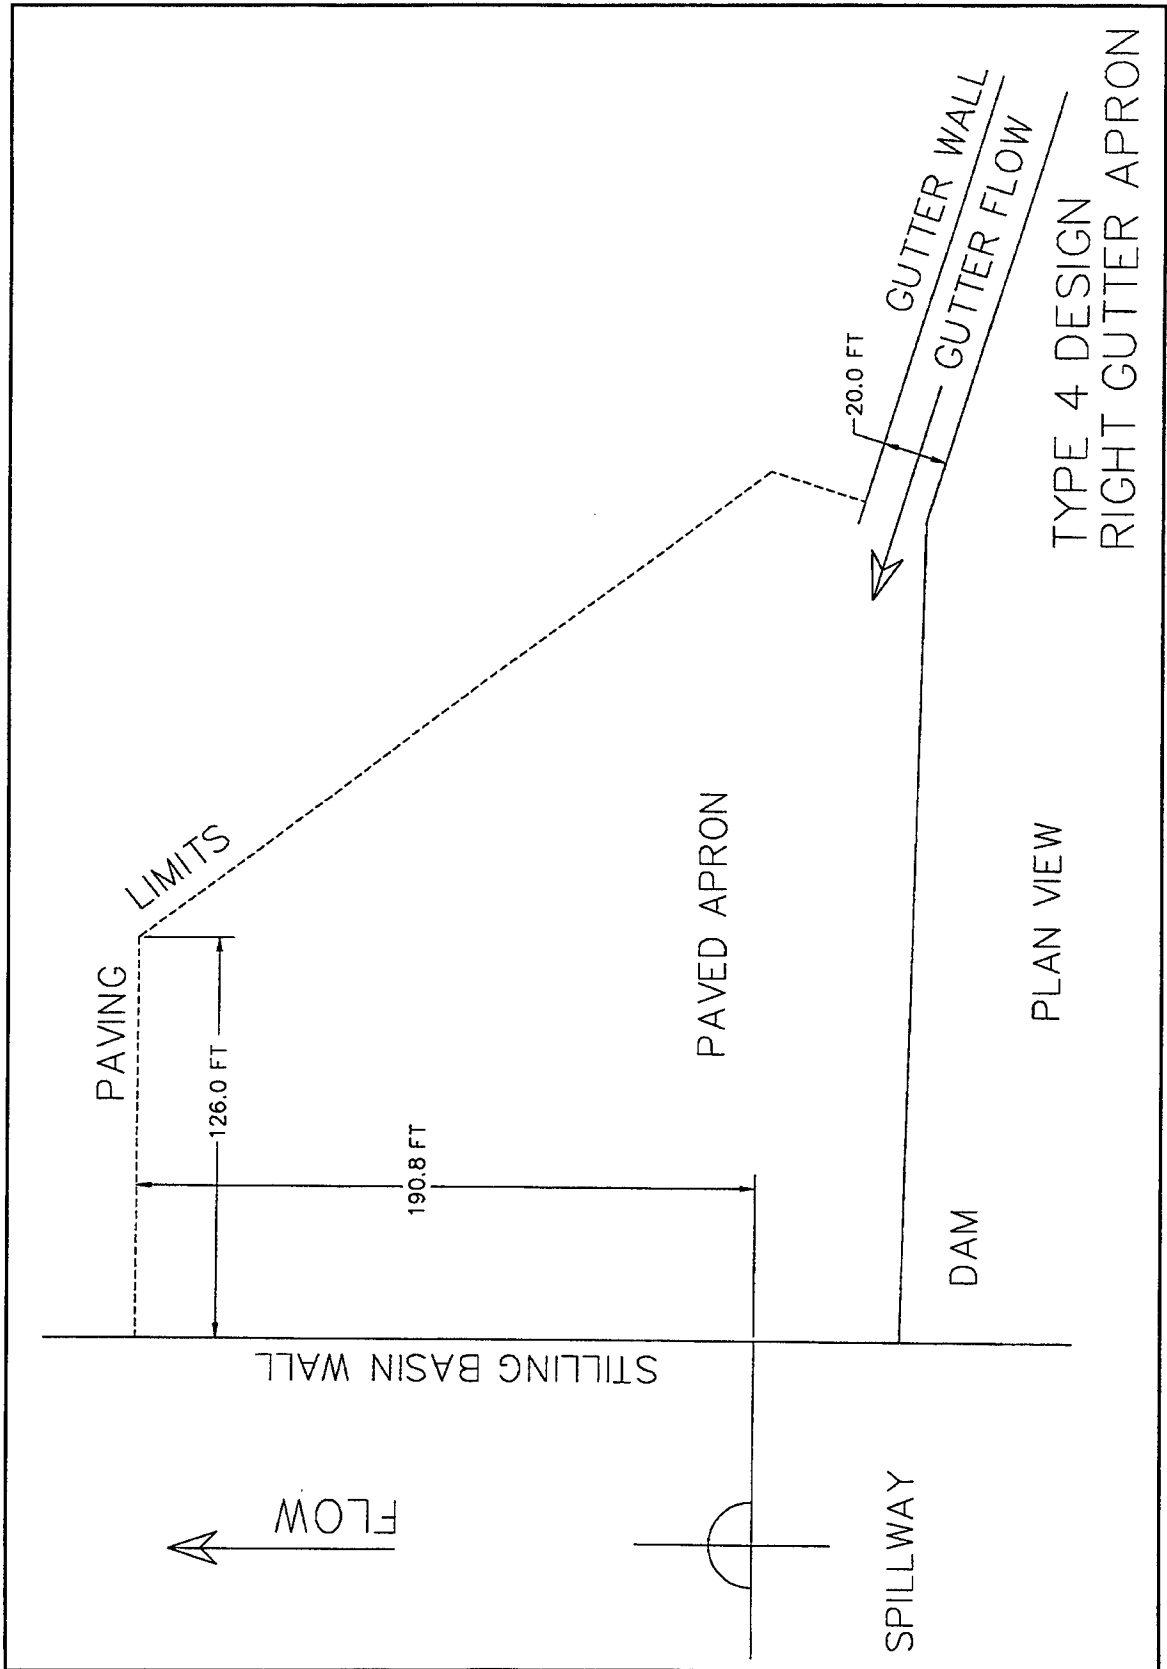 FLOW
STILLING BASIN WALL
SPILLWAY
DAM
190.8 FT
126.0 FT
PAVING
LIMITS
PAVED APRON
PLAN VIEW
20.0 FT
GUTTER WALL
GUTTER FLOW
TYPE 4 DESIGN
RIGHT GUTTER APRON